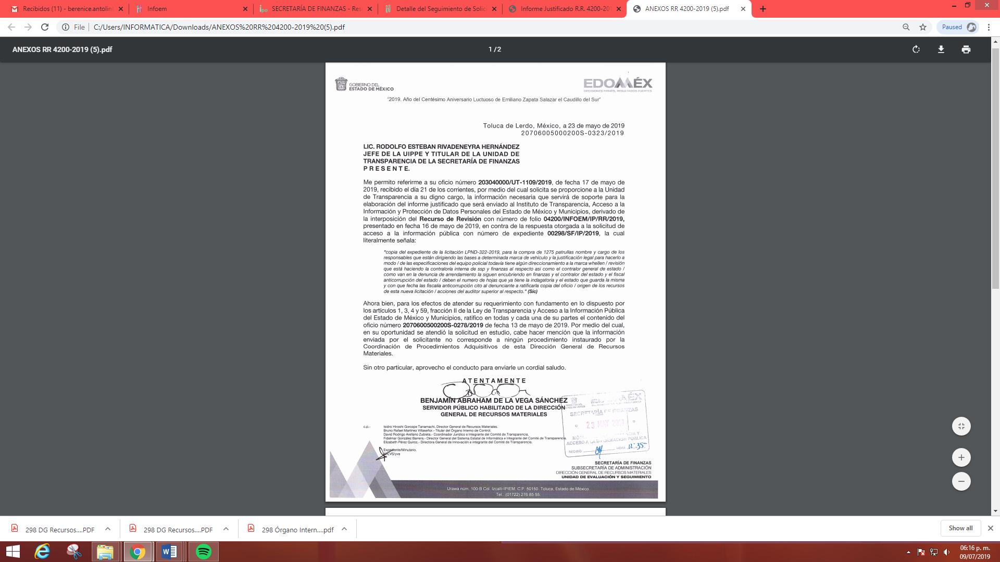 Recibidos (11) - berenice.antolin
Infoem
SECRETARÍA DE FINANZAS - Res
Detalle del Seguimiento de Solici
Informe Justificado R.R. 4200-201
ANEXOS RR 4200-2019 (5).pdf
File
C:/Users/INFORMATICA/Downloads/ANEXOS%20RR%204200-2019%20(5).pdf
Paused
ANEXOS RR 4200-2019 (5).pdf
1 / 2
GOBIERNO DEL
ESTADO DE MÉXICO
EDOMÉX
DECISIONES FIRMES, RESULTADOS FUERTES
"2019. Año del Centésimo Aniversario Luctuoso de Emiliano Zapata Salazar el Caudillo del Sur"
Toluca de Lerdo, México, a 23 de mayo de 2019
20706005000200S-0323/2019
LIC. RODOLFO ESTEBAN RIVADENEYRA HERNÁNDEZ
JEFE DE LA UIPPE Y TITULAR DE LA UNIDAD DE
TRANSPARENCIA DE LA SECRETARÍA DE FINANZAS
P R E S E N T E.
Me permito referirme a su oficio número 203040000/UT-1109/2019, de fecha 17 de mayo de
2019, recibido el día 21 de los corrientes, por medio del cual solicita se proporcione a la Unidad
de Transparencia a su digno cargo, la información necesaria que servirá de soporte para la
elaboración del informe justificado que será enviado al Instituto de Transparencia, Acceso a la
Información y Protección de Datos Personales del Estado de México y Municipios, derivado de
la interposición del Recurso de Revisión con número de folio 04200/INFOEM/IP/RR/2019,
presentado en fecha 16 de mayo de 2019, en contra de la respuesta otorgada a la solicitud de
acceso a la información pública con número de expediente 00298/SF/IP/2019, la cual
literalmente señala:
"copia del expediente de la licitación LPND-322-2019, para la compra de 1275 patrullas nombre y cargo de los
responsables que están dirigiendo las bases a determinada marca de vehículo y la justificación legal para hacerlo a
modo / de las especificaciones del equipo policial todavía tiene algún direccionamiento a la marca whellen / revisión
que está haciendo la contraloría interna de ssp y finanzas al respecto asi como el contralor general de estado /
como van en la denuncia de arrendamiento la siguen encubriendo en finanzas y el contralor del estado y el fiscal
anticorrupción del estado / deben el numero de hojas que ya tiene la indagatoria y el estado que guarda la misma
y con que fecha las fiscalía anticorrupción cito al denunciante a ratificarla copia del oficio / origen de los recursos
de esta nueva licitación / acciones del auditor superior al respecto." (Sic)
Ahora bien, para los efectos de atender su requerimiento con fundamento en lo dispuesto por
los artículos 1, 3, 4 y 59, fracción II de la Ley de Transparencia y Acceso a la Información Pública
del Estado de México y Municipios, ratifico en todas y cada una de su partes el contenido del
oficio número 2070600500200S-0278/2019 de fecha 13 de mayo de 2019. Por medio del cual,
en su oportunidad se atendió la solicitud en estudio, cabe hacer mención que la información
enviada por el solicitante no corresponde a ningún procedimiento instaurado por la
Coordinación de Procedimientos Adquisitivos de esta Dirección General de Recursos
Materiales.
Sin otro particular, aprovecho el conducto para enviarle un cordial saludo.
A T E N T A M E N T E
BENJAMÍN ABRAHAM DE LA VEGA SÁNCHEZ
SERVIDOR PÚBLICO HABILITADO DE LA DIRECCIÓN
GENERAL DE RECURSOS MATERIALES
c.p.- Isidro Hiroshi Gorozpe Tanamachi, Director General de Recursos Materiales.
Bruno Rafael Martínez Villaseñor.- Titular del Órgano Interno de Control.
David Rodrigo Arellano Zubieta.- Coordinador Jurídico e Integrante del Comité de Transparencia.
Fidelmar González Barrera.- Director General del Sistema Estatal de Informática e Integrante del Comité de Transparencia.
Elizabeth Pérez Quiroz.- Directora General de Innovación e integrante del Comité de Transparencia.
Expediente/Minutario.
SECRETARÍA DE FINANZAS
23 MAY 2019
ACCESO A LA INFORMACIÓN PÚBLICA
RECIBIÓ: HORA 12:35
SECRETARÍA DE FINANZAS
SUBSECRETARÍA DE ADMINISTRACIÓN
DIRECCIÓN GENERAL DE RECURSOS MATERIALES
UNIDAD DE EVALUACIÓN Y SEGUIMIENTO
Urawa núm. 100-B Col. Izcalli-IPIEM. C.P. 50150. Toluca, Estado de México.
Tel.: (01722) 276 85 55.
298 DG Recursos....PDF
298 DG Recursos....PDF
298 Órgano Intern....pdf
Show all
06:16 p. m.
09/07/2019